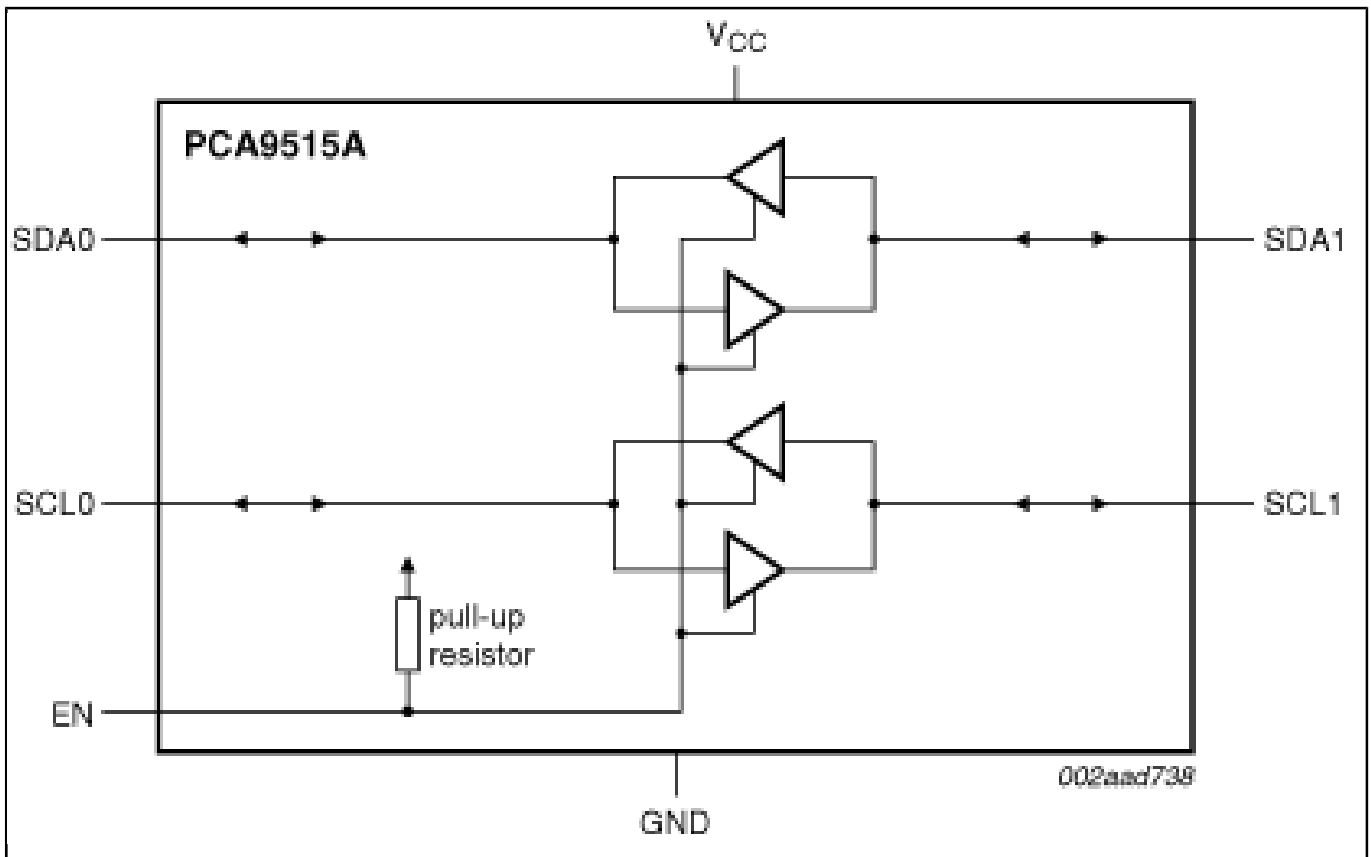 VCC
PCA9515A
SDA0
SDA1
SCL0
SCL1
pull-up
resistor
EN
002aad738
GND